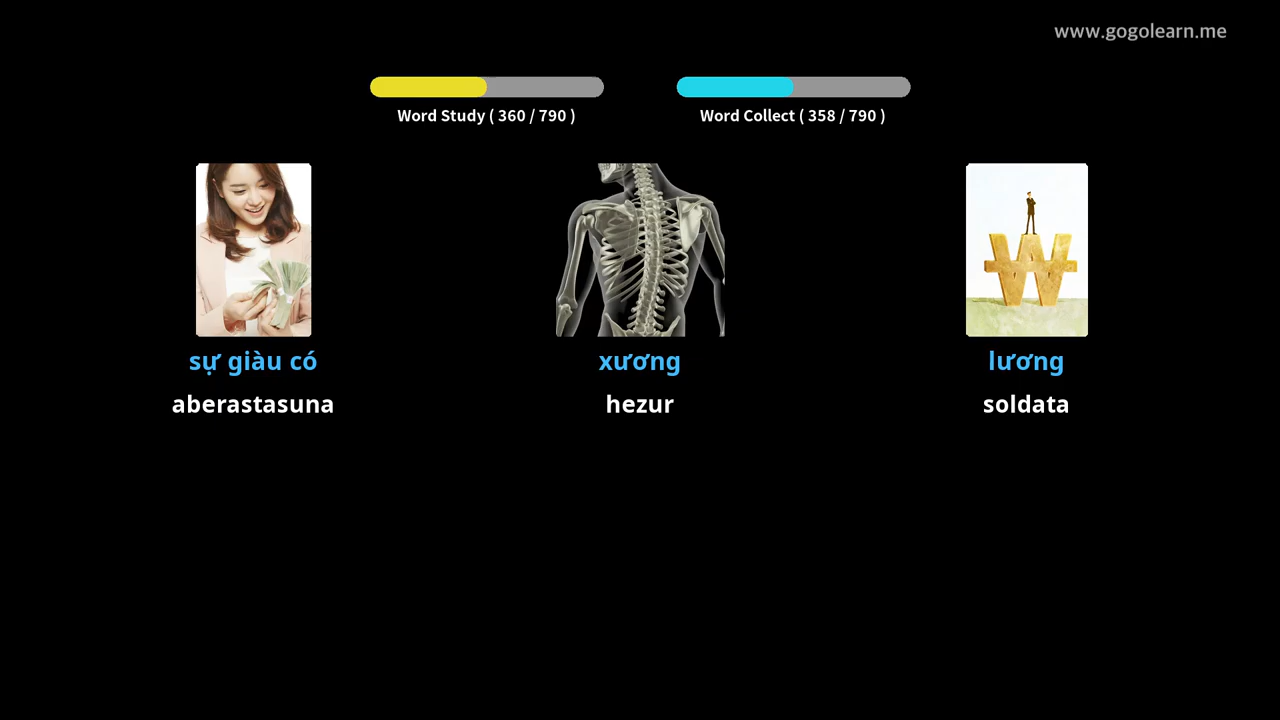 www.gogolearn.me
Word Study ( 360 / 790 )
Word Collect ( 358 / 790 )
sự giàu có
xương
lương
aberastasuna
hezur
soldata